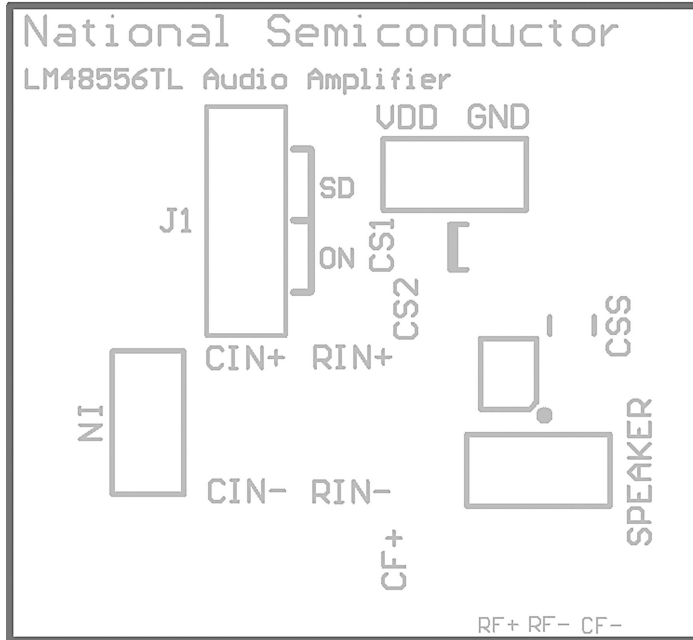 National Semiconductor
LM48556TL Audio Amplifier
VDD GND
J1
SD
ON
CS1
CS2
CSS
CIN+ RIN+
IN
CIN- RIN-
SPEAKER
CF+
RF+ RF- CF-